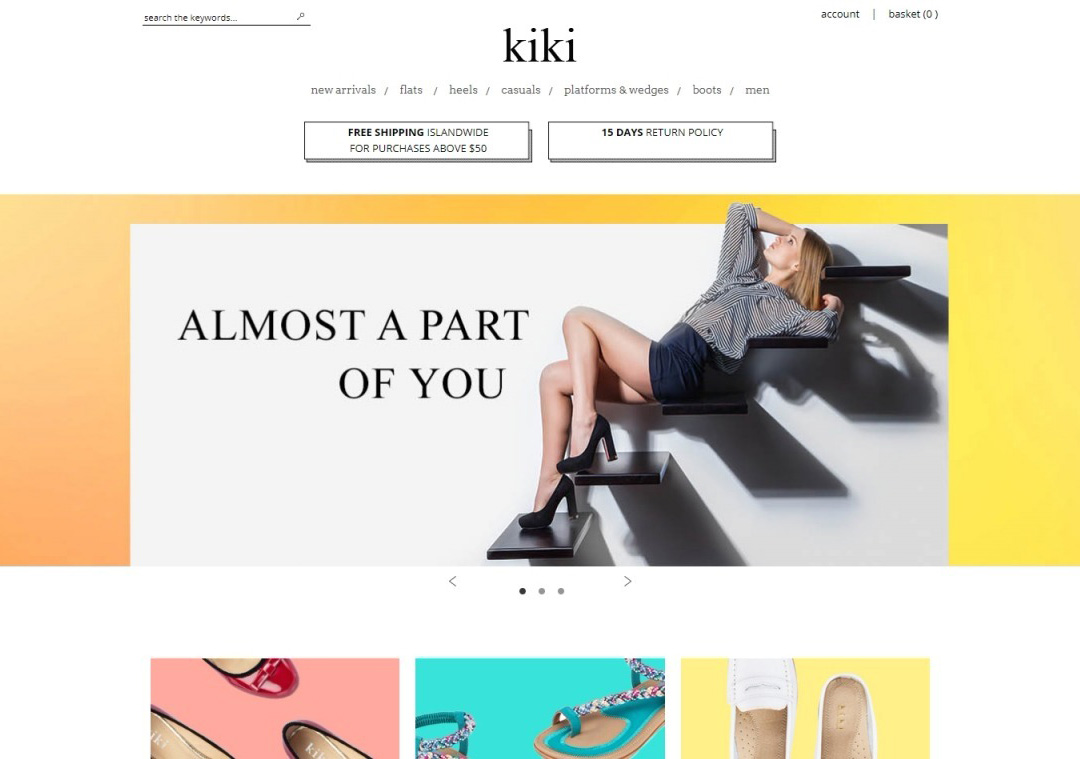 search the keywords...
account | basket (0 )
kiki
new arrivals / flats / heels / casuals / platforms & wedges / boots / men
FREE SHIPPING ISLANDWIDE
FOR PURCHASES ABOVE $50
15 DAYS RETURN POLICY
ALMOST A PART
OF YOU
kiki